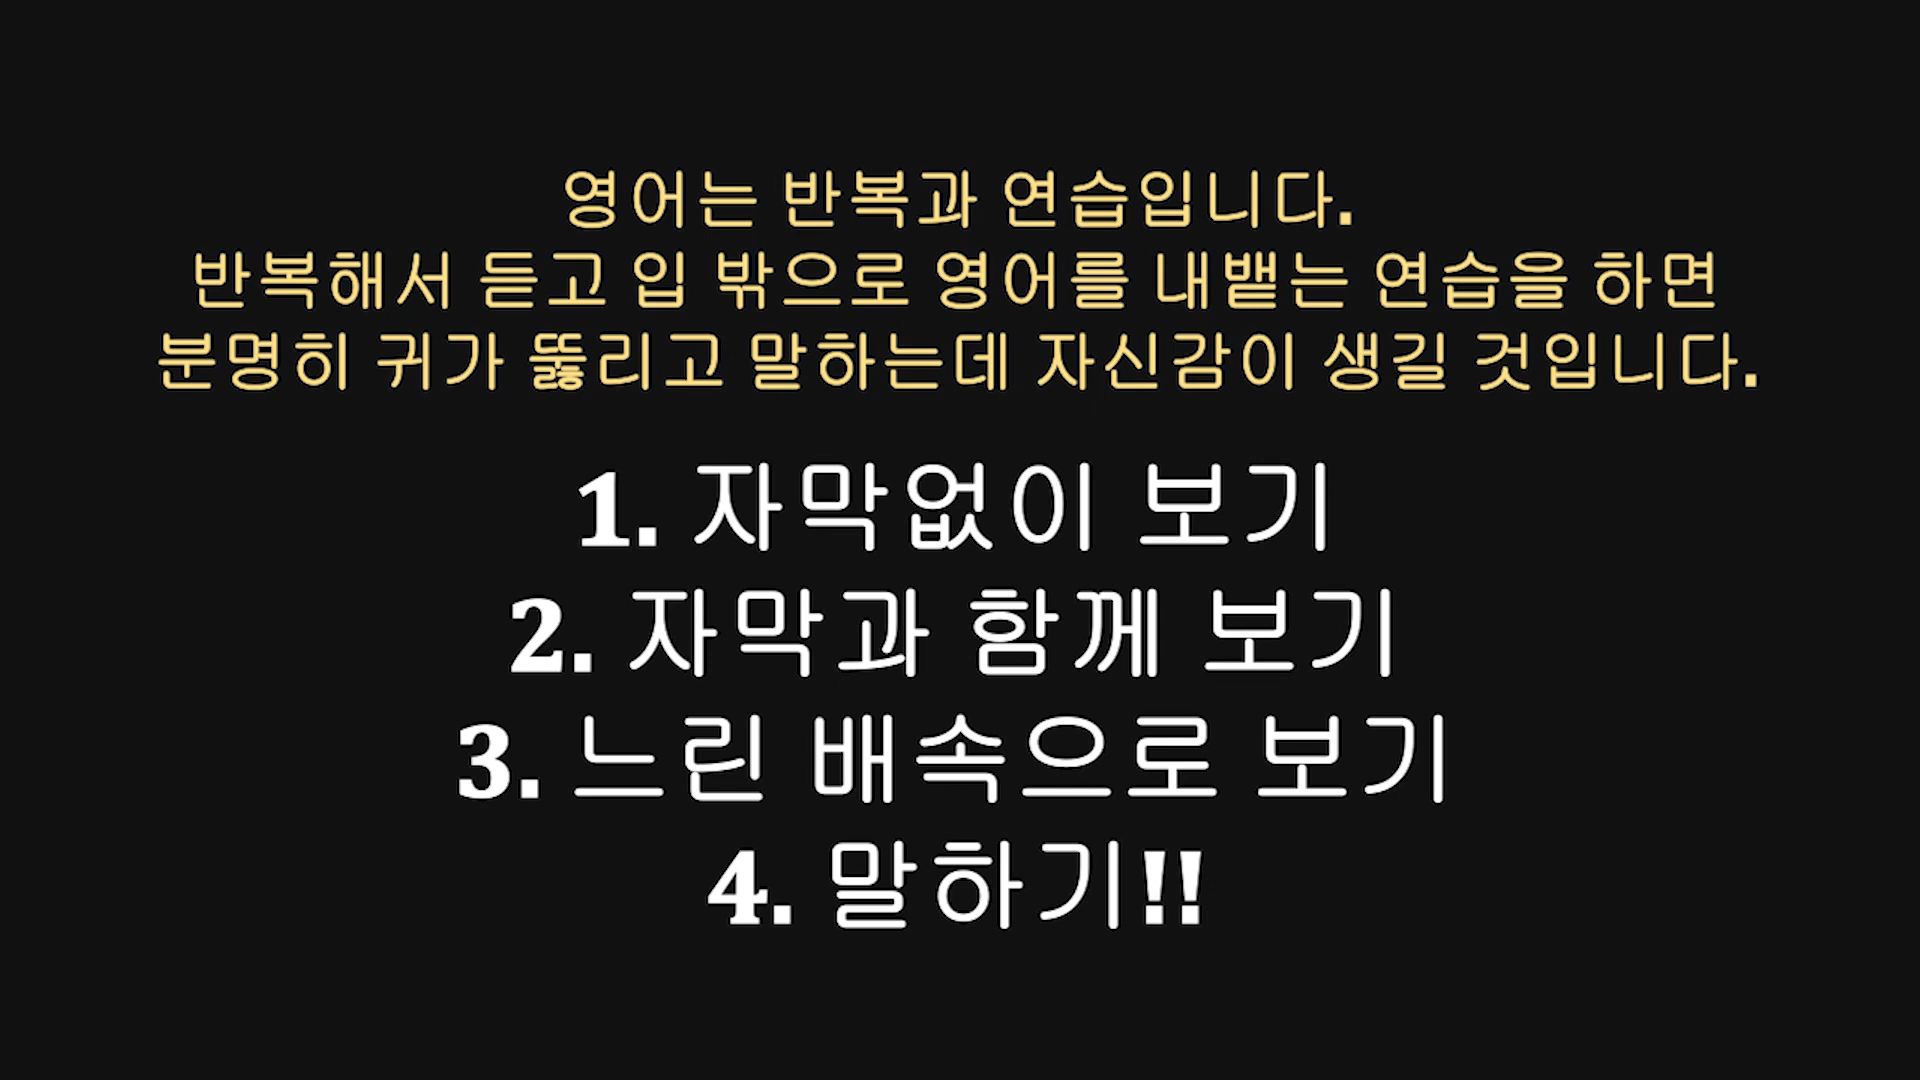 영어는 반복과 연습입니다.
반복해서 듣고 입 밖으로 영어를 내뱉는 연습을 하면
분명히 귀가 뚫리고 말하는데 자신감이 생길 것입니다.
1. 자막없이 보기
2. 자막과 함께 보기
3. 느린 배속으로 보기
4. 말하기!!